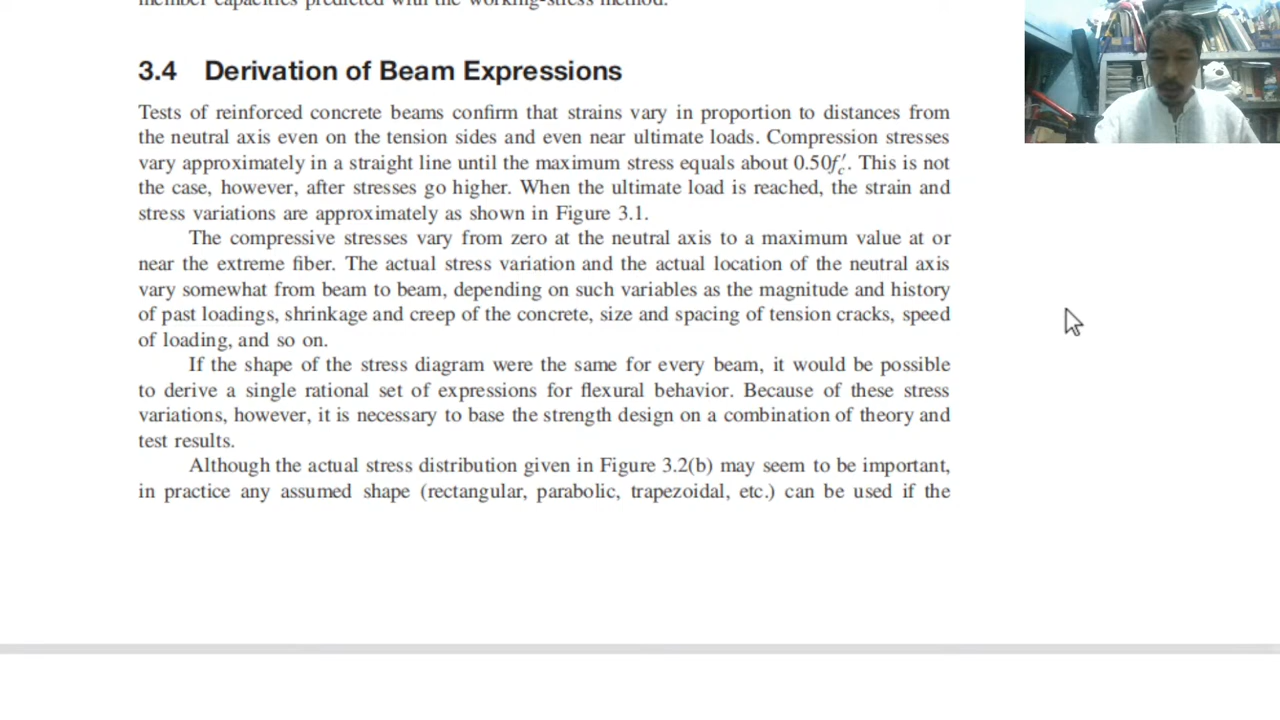 member capacities predicted with the working-stress method.
3.4 Derivation of Beam Expressions
Tests of reinforced concrete beams confirm that strains vary in proportion to distances from
the neutral axis even on the tension sides and even near ultimate loads. Compression stresses
vary approximately in a straight line until the maximum stress equals about 0.50f′c. This is not
the case, however, after stresses go higher. When the ultimate load is reached, the strain and
stress variations are approximately as shown in Figure 3.1.
The compressive stresses vary from zero at the neutral axis to a maximum value at or
near the extreme fiber. The actual stress variation and the actual location of the neutral axis
vary somewhat from beam to beam, depending on such variables as the magnitude and history
of past loadings, shrinkage and creep of the concrete, size and spacing of tension cracks, speed
of loading, and so on.
If the shape of the stress diagram were the same for every beam, it would be possible
to derive a single rational set of expressions for flexural behavior. Because of these stress
variations, however, it is necessary to base the strength design on a combination of theory and
test results.
Although the actual stress distribution given in Figure 3.2(b) may seem to be important,
in practice any assumed shape (rectangular, parabolic, trapezoidal, etc.) can be used if the